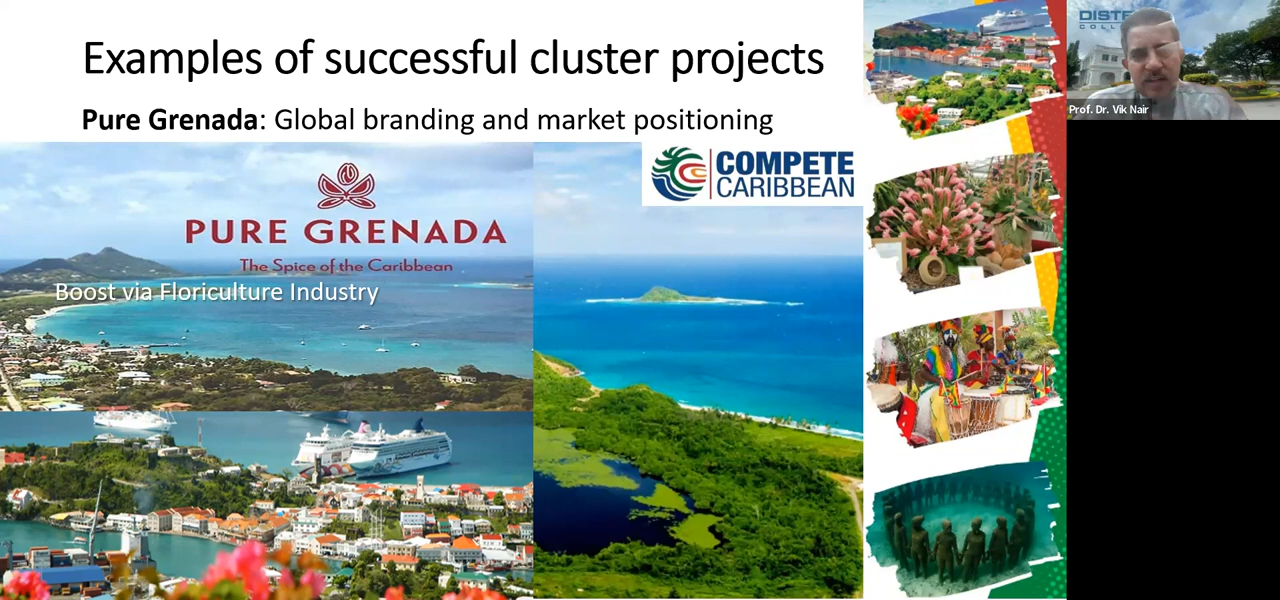 Examples of successful cluster projects
Pure Grenada: Global branding and market positioning
COMPETE
CARIBBEAN
PURE GRENADA
The Spice of the Caribbean
Boost via Floriculture Industry
Prof. Dr. Vik Nair